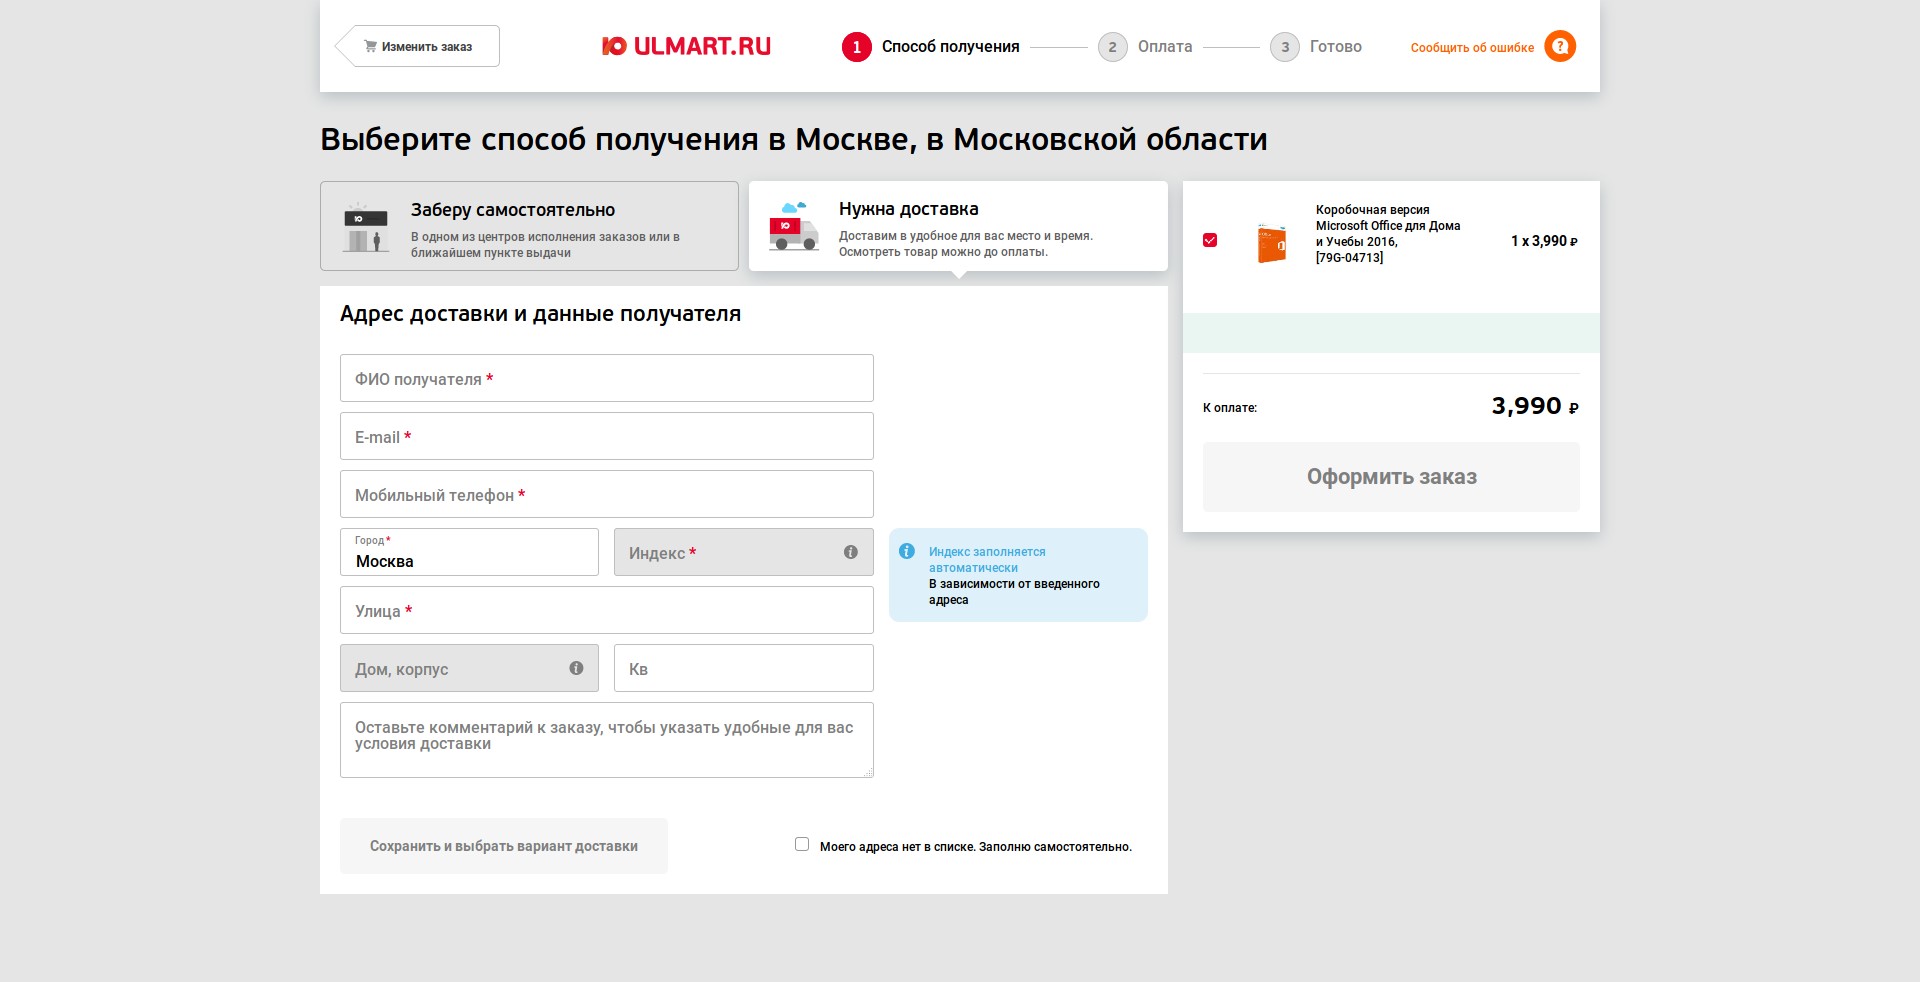 Изменить заказ
Ю ULMART.RU
1 Способ получения
2 Оплата
3 Готово
Сообщить об ошибке
?
Выберите способ получения в Москве, в Московской области
Ю
Заберу самостоятельно
В одном из центров исполнения заказов или в
ближайшем пункте выдачи
Ю
Нужна доставка
Доставим в удобное для вас место и время.
Осмотреть товар можно до оплаты.
Коробочная версия
Microsoft Office для Дома
и Учебы 2016,
[79G-04713]
1 x 3,990 ₽
К оплате:
3,990 ₽
Оформить заказ
Адрес доставки и данные получателя
ФИО получателя *
E-mail *
Мобильный телефон *
Город *
Москва
Индекс *
i
i
Индекс заполняется
автоматически
В зависимости от введенного
адреса
Улица *
Дом, корпус
i
Кв
Оставьте комментарий к заказу, чтобы указать удобные для вас
условия доставки
Сохранить и выбрать вариант доставки
Моего адреса нет в списке. Заполню самостоятельно.